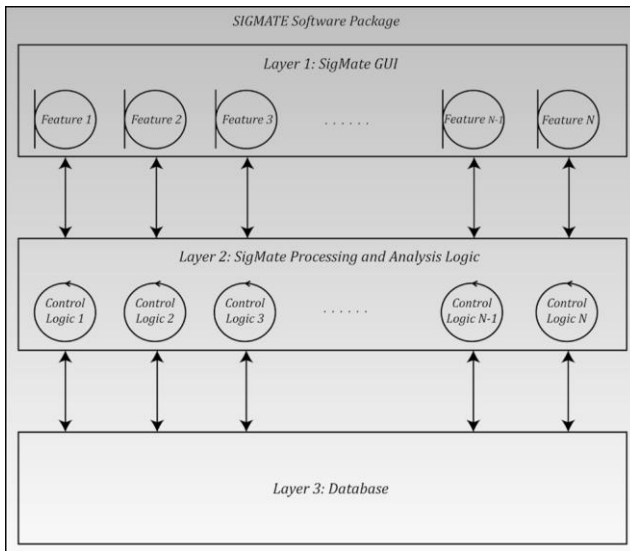 SIGMATE Software Package
Layer 1: SigMate GUI
Feature 1 Feature 2 Feature 3 . . . . . . Feature N-1 Feature N
Layer 2: SigMate Processing and Analysis Logic
Control Control Control Control Control
Logic 1 Logic 2 Logic 3 . . . . . . Logic N-1 Logic N
Layer 3: Database